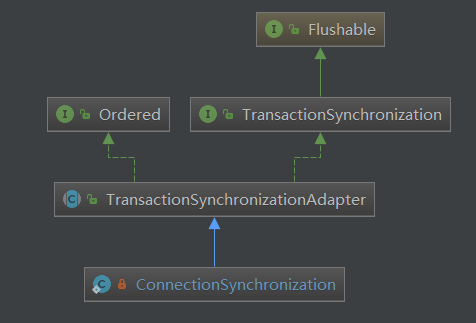 I Flushable
I Ordered
I TransactionSynchronization
C TransactionSynchronizationAdapter
C ConnectionSynchronization